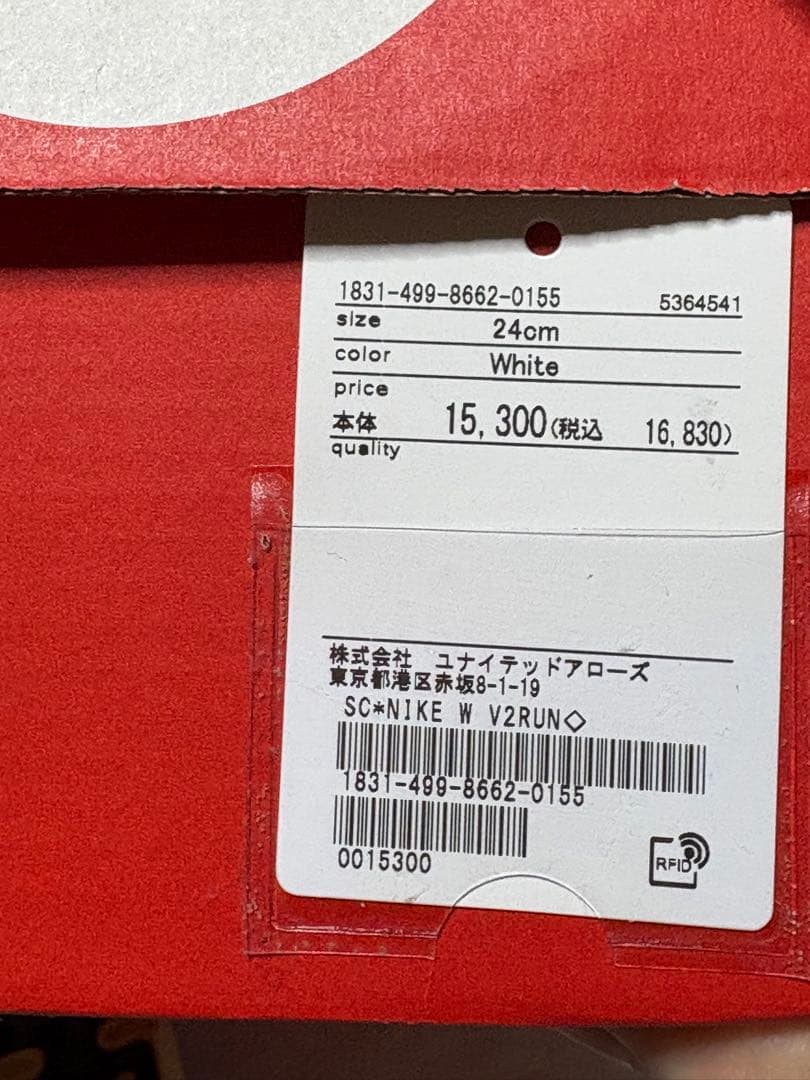 1831-499-8662-0155 5364541
size 24cm
color White
price
本体 15,300(税込 16,830)
quality
株式会社 ユナイテッドアローズ
東京都港区赤坂8-1-19
SC*NIKE W V2RUN◇
1831-499-8662-0155
0015300
RFID